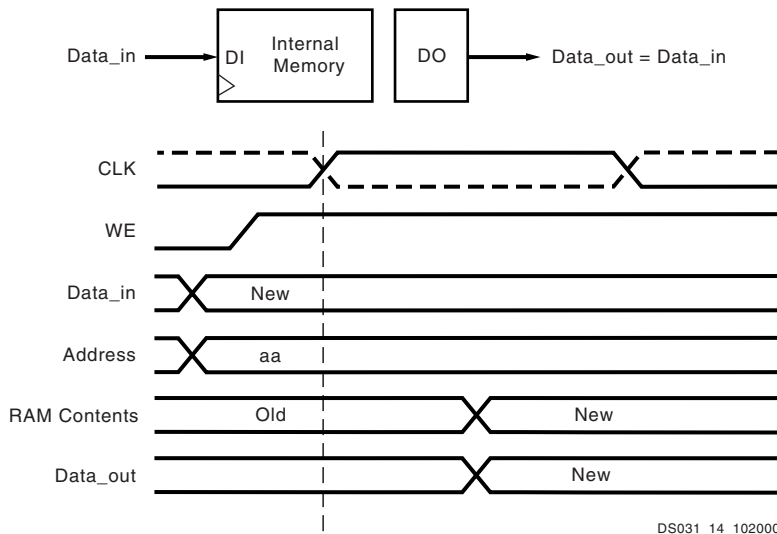 Data_in
DI
Internal
Memory
DO
Data_out = Data_in
CLK
WE
Data_in
New
Address
aa
RAM Contents
Old
New
Data_out
New
DS031_14_102000